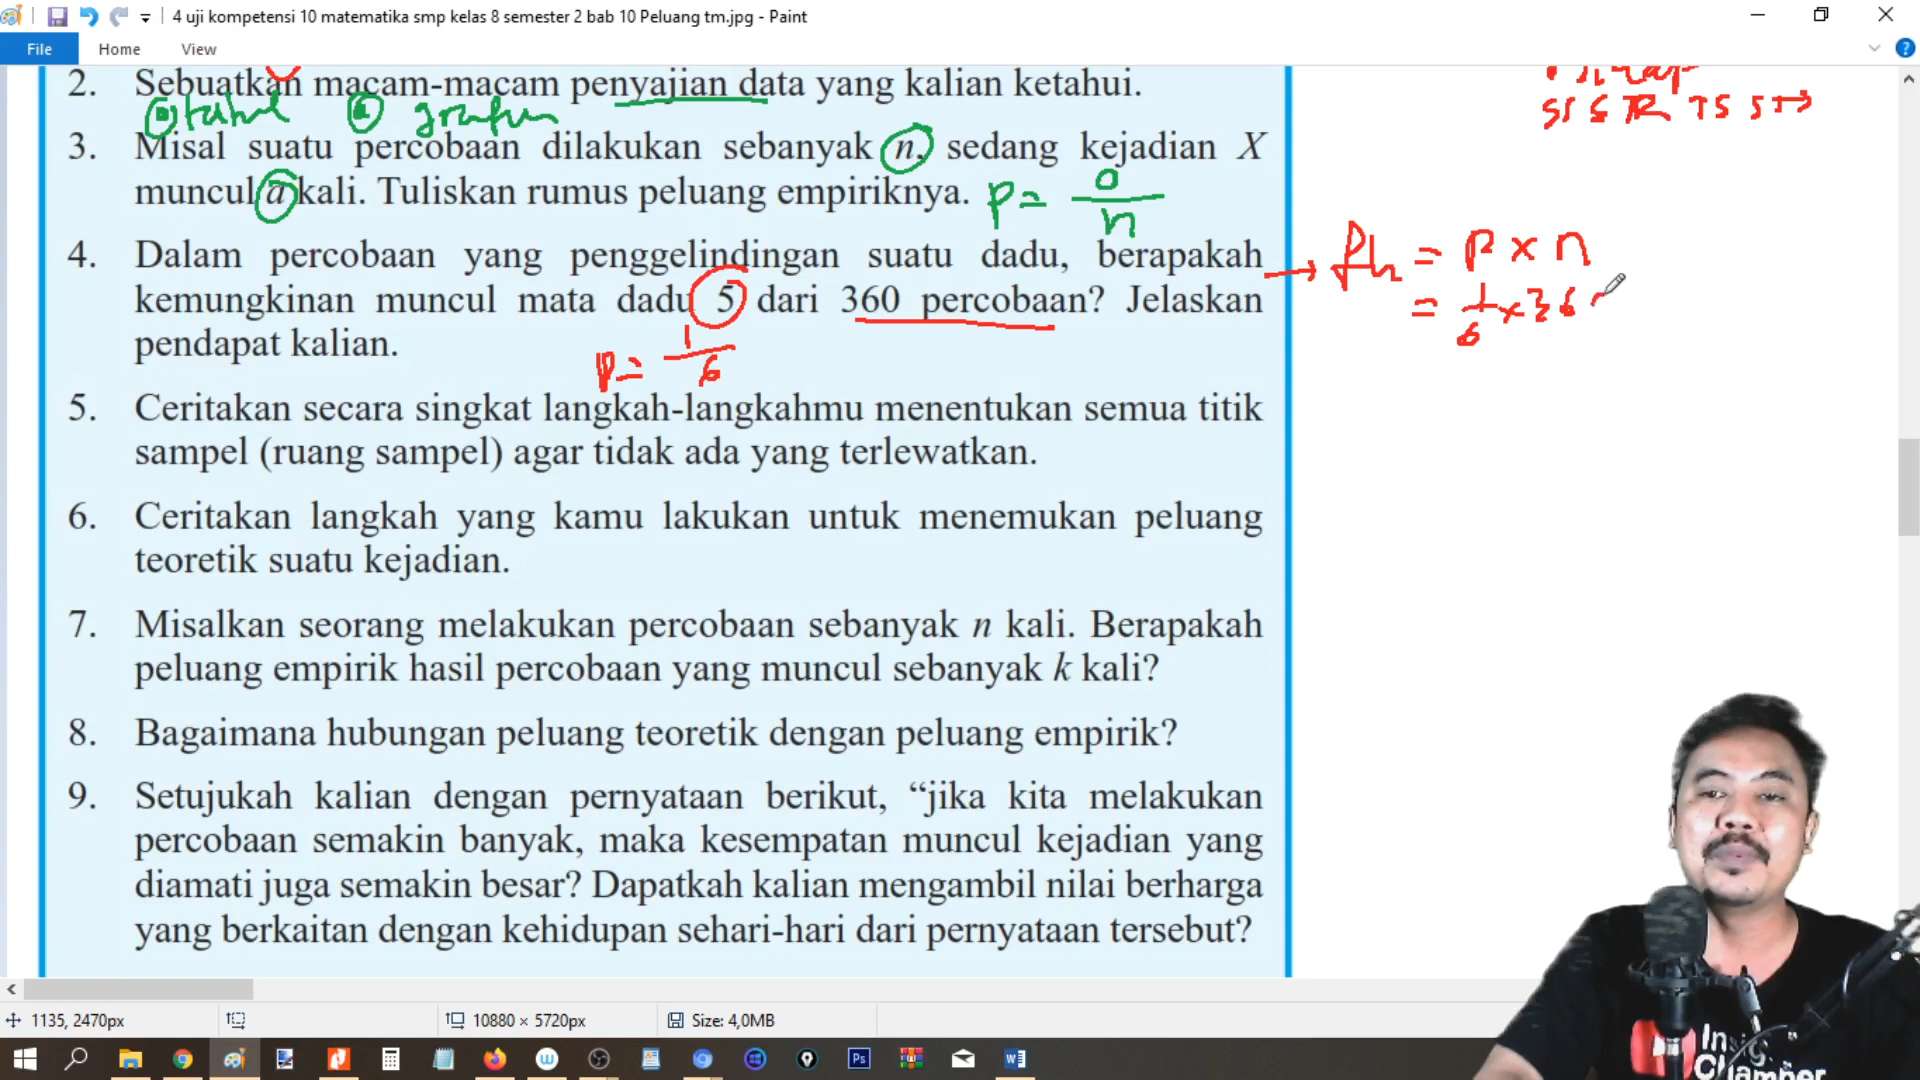 4 uji kompetensi 10 matematika smp kelas 8 semester 2 bab 10 Peluang tm.jpg - Paint
File Home View
2. Sebuatkan macam-macam penyajian data yang kalian ketahui.
tabel grafik
3. Misal suatu percobaan dilakukan sebanyak n, sedang kejadian X
muncul a kali. Tuliskan rumus peluang empiriknya. P = a/n
4. Dalam percobaan yang penggelindingan suatu dadu, berapakah
kemungkinan muncul mata dadu 5 dari 360 percobaan? Jelaskan
pendapat kalian.
P = 1/6
→ Fh = P x n
= 1/6 x 36
5. Ceritakan secara singkat langkah-langkahmu menentukan semua titik
sampel (ruang sampel) agar tidak ada yang terlewatkan.
6. Ceritakan langkah yang kamu lakukan untuk menemukan peluang
teoretik suatu kejadian.
7. Misalkan seorang melakukan percobaan sebanyak n kali. Berapakah
peluang empirik hasil percobaan yang muncul sebanyak k kali?
8. Bagaimana hubungan peluang teoretik dengan peluang empirik?
9. Setujukah kalian dengan pernyataan berikut, “jika kita melakukan
percobaan semakin banyak, maka kesempatan muncul kejadian yang
diamati juga semakin besar? Dapatkah kalian mengambil nilai berharga
yang berkaitan dengan kehidupan sehari-hari dari pernyataan tersebut?
1135, 2470px
10880 × 5720px
Size: 4,0MB
Ps